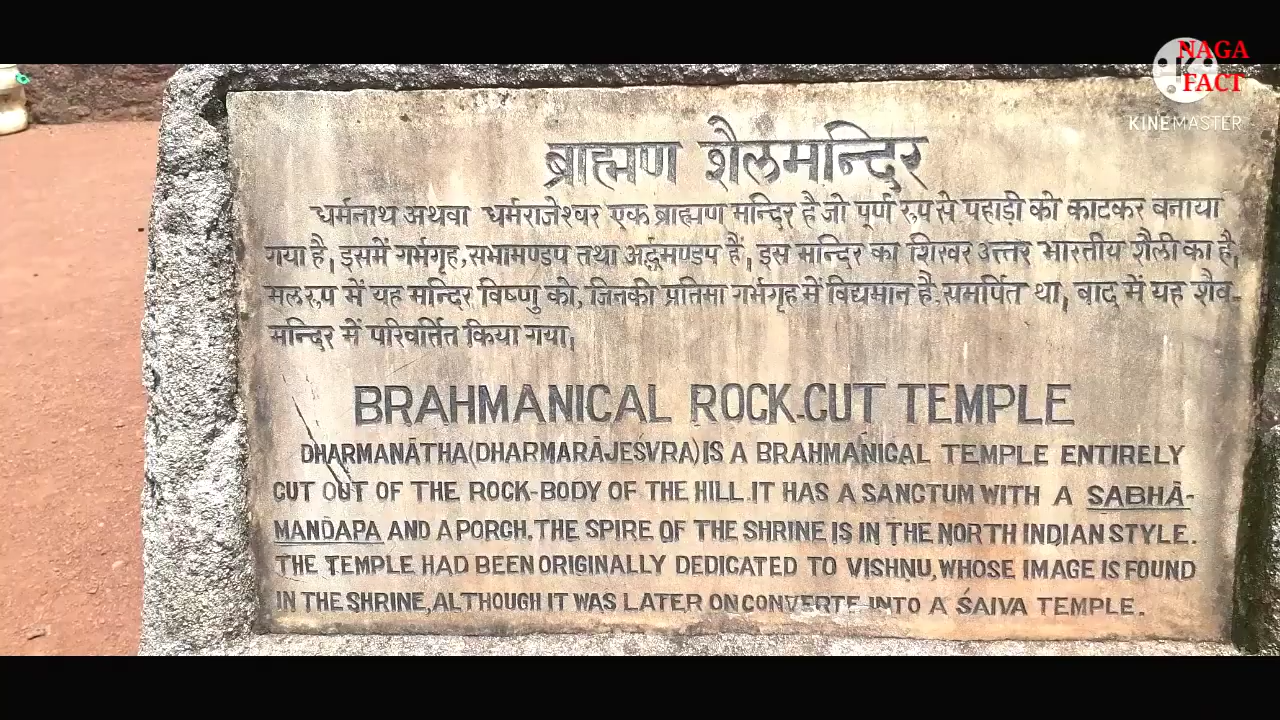 NAGA
FACT
KINEMASTER
ब्राह्मण शैलमन्दिर
धर्मनाथ अथवा धर्मराजेश्वर एक ब्राह्मण मन्दिर है जो पूर्ण रुप से पहाड़ी को काटकर बनाया
गया है। इसमें गर्भगृह,सभामण्डप तथा अर्द्धमण्डप हैं। इस मन्दिर का शिखर उत्तर भारतीय शैली का है।
मलरुप में यह मन्दिर विष्णु को, जिनकी प्रतिमा गर्भगृह में विद्यमान है.समर्पित था। बाद में यह शैव-
मन्दिर में परिवर्तित किया गया।
BRAHMANICAL ROCK-CUT TEMPLE
DHARMANĀTHA(DHARMARĀJEŚVRA)IS A BRAHMANICAL TEMPLE ENTIRELY
CUT OUT OF THE ROCK-BODY OF THE HILL.IT HAS A SANCTUM WITH A SABHĀ-
MANDAPA AND A PORCH.THE SPIRE OF THE SHRINE IS IN THE NORTH INDIAN STYLE.
THE TEMPLE HAD BEEN ORIGINALLY DEDICATED TO VISHṆU,WHOSE IMAGE IS FOUND
IN THE SHRINE,ALTHOUGH IT WAS LATER ON CONVERTE INTO A ŚAIVA TEMPLE.